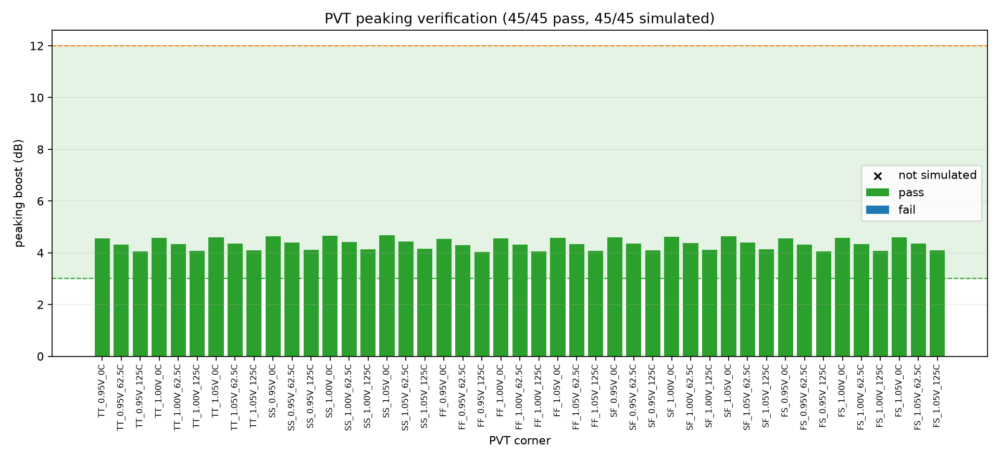 PVT peaking verification (45/45 pass, 45/45 simulated)
peaking boost (dB)
12
10
8
6
4
2
0
not simulated
pass
fail
TT_0.95V_0C
TT_0.95V_62.5C
TT_0.95V_125C
TT_1.00V_0C
TT_1.00V_62.5C
TT_1.00V_125C
TT_1.05V_0C
TT_1.05V_62.5C
TT_1.05V_125C
SS_0.95V_0C
SS_0.95V_62.5C
SS_0.95V_125C
SS_1.00V_0C
SS_1.00V_62.5C
SS_1.00V_125C
SS_1.05V_0C
SS_1.05V_62.5C
SS_1.05V_125C
FF_0.95V_0C
FF_0.95V_62.5C
FF_0.95V_125C
FF_1.00V_0C
FF_1.00V_62.5C
FF_1.00V_125C
FF_1.05V_0C
FF_1.05V_62.5C
FF_1.05V_125C
SF_0.95V_0C
SF_0.95V_62.5C
SF_0.95V_125C
SF_1.00V_0C
SF_1.00V_62.5C
SF_1.00V_125C
SF_1.05V_0C
SF_1.05V_62.5C
SF_1.05V_125C
FS_0.95V_0C
FS_0.95V_62.5C
FS_0.95V_125C
FS_1.00V_0C
FS_1.00V_62.5C
FS_1.00V_125C
FS_1.05V_0C
FS_1.05V_62.5C
FS_1.05V_125C
PVT corner